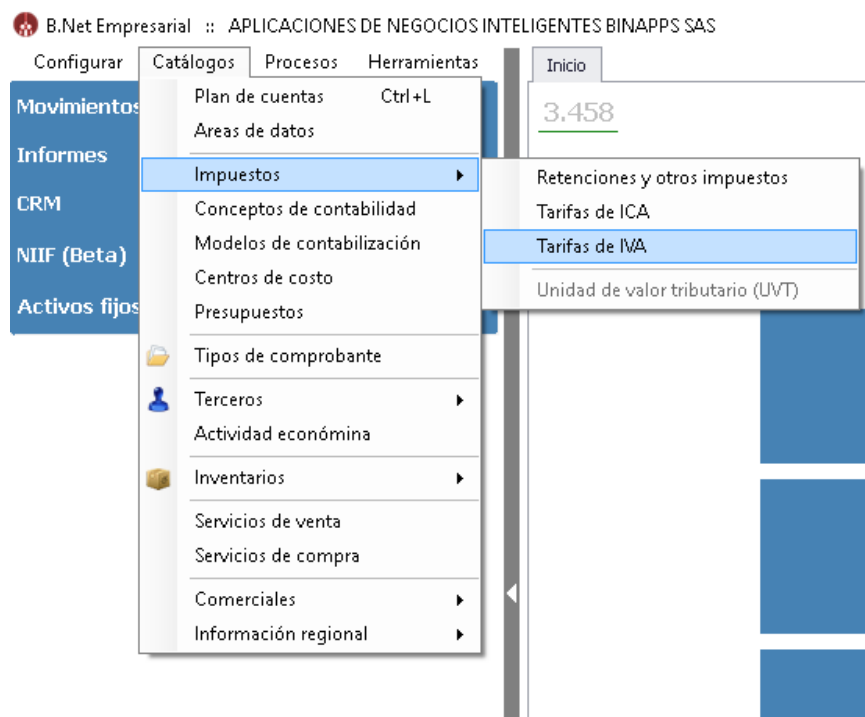 B.Net Empresarial :: APLICACIONES DE NEGOCIOS INTELIGENTES BINAPPS SAS
Configurar Catálogos Procesos Herramientas
Inicio
3.458
Movimientos
Informes
CRM
NIIF (Beta)
Activos fijos
Plan de cuentas Ctrl+L
Areas de datos
Impuestos
Conceptos de contabilidad
Modelos de contabilización
Centros de costo
Presupuestos
Tipos de comprobante
Terceros
Actividad económina
Inventarios
Servicios de venta
Servicios de compra
Comerciales
Información regional
Retenciones y otros impuestos
Tarifas de ICA
Tarifas de IVA
Unidad de valor tributario (UVT)